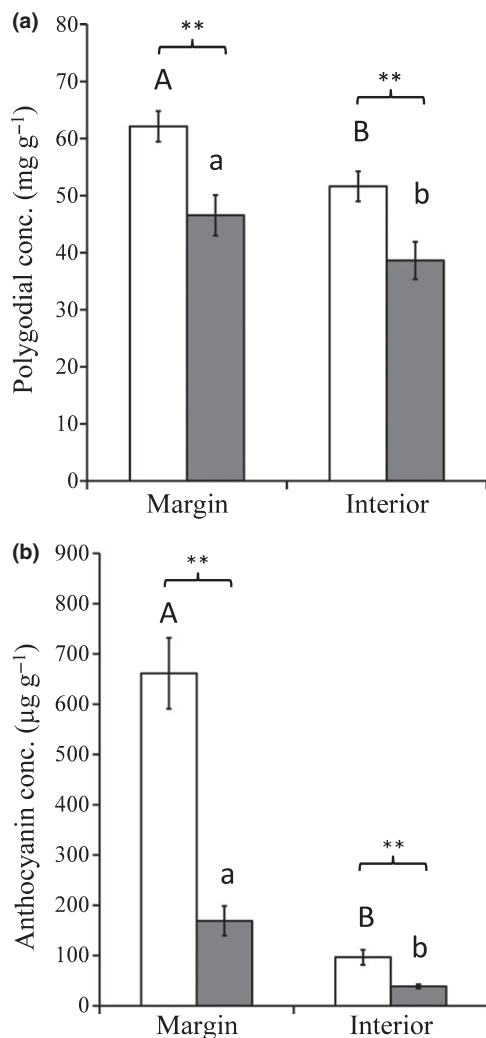 (a)
Polygodial conc. (mg g⁻¹)
80
70
60
50
40
30
20
10
0
**
A
a
**
B
b
Margin
Interior
(b)
Anthocyanin conc. (µg g⁻¹)
900
800
700
600
500
400
300
200
100
0
**
A
a
**
B
b
Margin
Interior